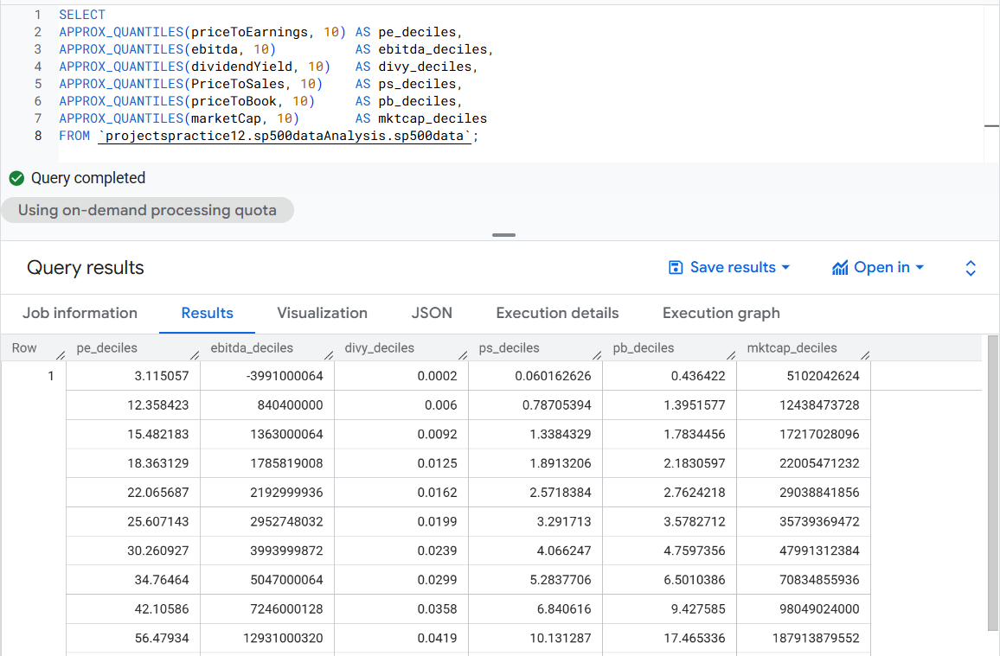 1 SELECT
2 APPROX_QUANTILES(priceToEarnings, 10) AS pe_deciles,
3 APPROX_QUANTILES(ebitda, 10) AS ebitda_deciles,
4 APPROX_QUANTILES(dividendYield, 10) AS divy_deciles,
5 APPROX_QUANTILES(PriceToSales, 10) AS ps_deciles,
6 APPROX_QUANTILES(priceToBook, 10) AS pb_deciles,
7 APPROX_QUANTILES(marketCap, 10) AS mktcap_deciles
8 FROM `projectspractice12.sp500dataAnalysis.sp500data`;
Query completed
Using on-demand processing quota
Query results Save results Open in
Job information Results Visualization JSON Execution details Execution graph
Row pe_deciles ebitda_deciles divy_deciles ps_deciles pb_deciles mktcap_deciles
1 3.115057 -3991000064 0.0002 0.060162626 0.436422 5102042624
12.358423 840400000 0.006 0.78705394 1.3951577 12438473728
15.482183 1363000064 0.0092 1.3384329 1.7834456 17217028096
18.363129 1785819008 0.0125 1.8913206 2.1830597 22005471232
22.065687 2192999936 0.0162 2.5718384 2.7624218 29038841856
25.607143 2952748032 0.0199 3.291713 3.5782712 35739369472
30.260927 3993999872 0.0239 4.066247 4.7597356 47991312384
34.76464 5047000064 0.0299 5.2837706 6.5010386 70834855936
42.10586 7246000128 0.0358 6.840616 9.427585 98049024000
56.47934 12931000320 0.0419 10.131287 17.465336 187913879552